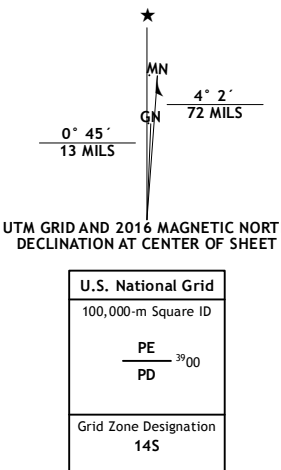 ★
MN
4° 2´
72 MILS
GN
0° 45´
13 MILS
UTM GRID AND 2016 MAGNETIC NORT
DECLINATION AT CENTER OF SHEET
U.S. National Grid
100,000-m Square ID
PE
³⁹00
PD
Grid Zone Designation
14S